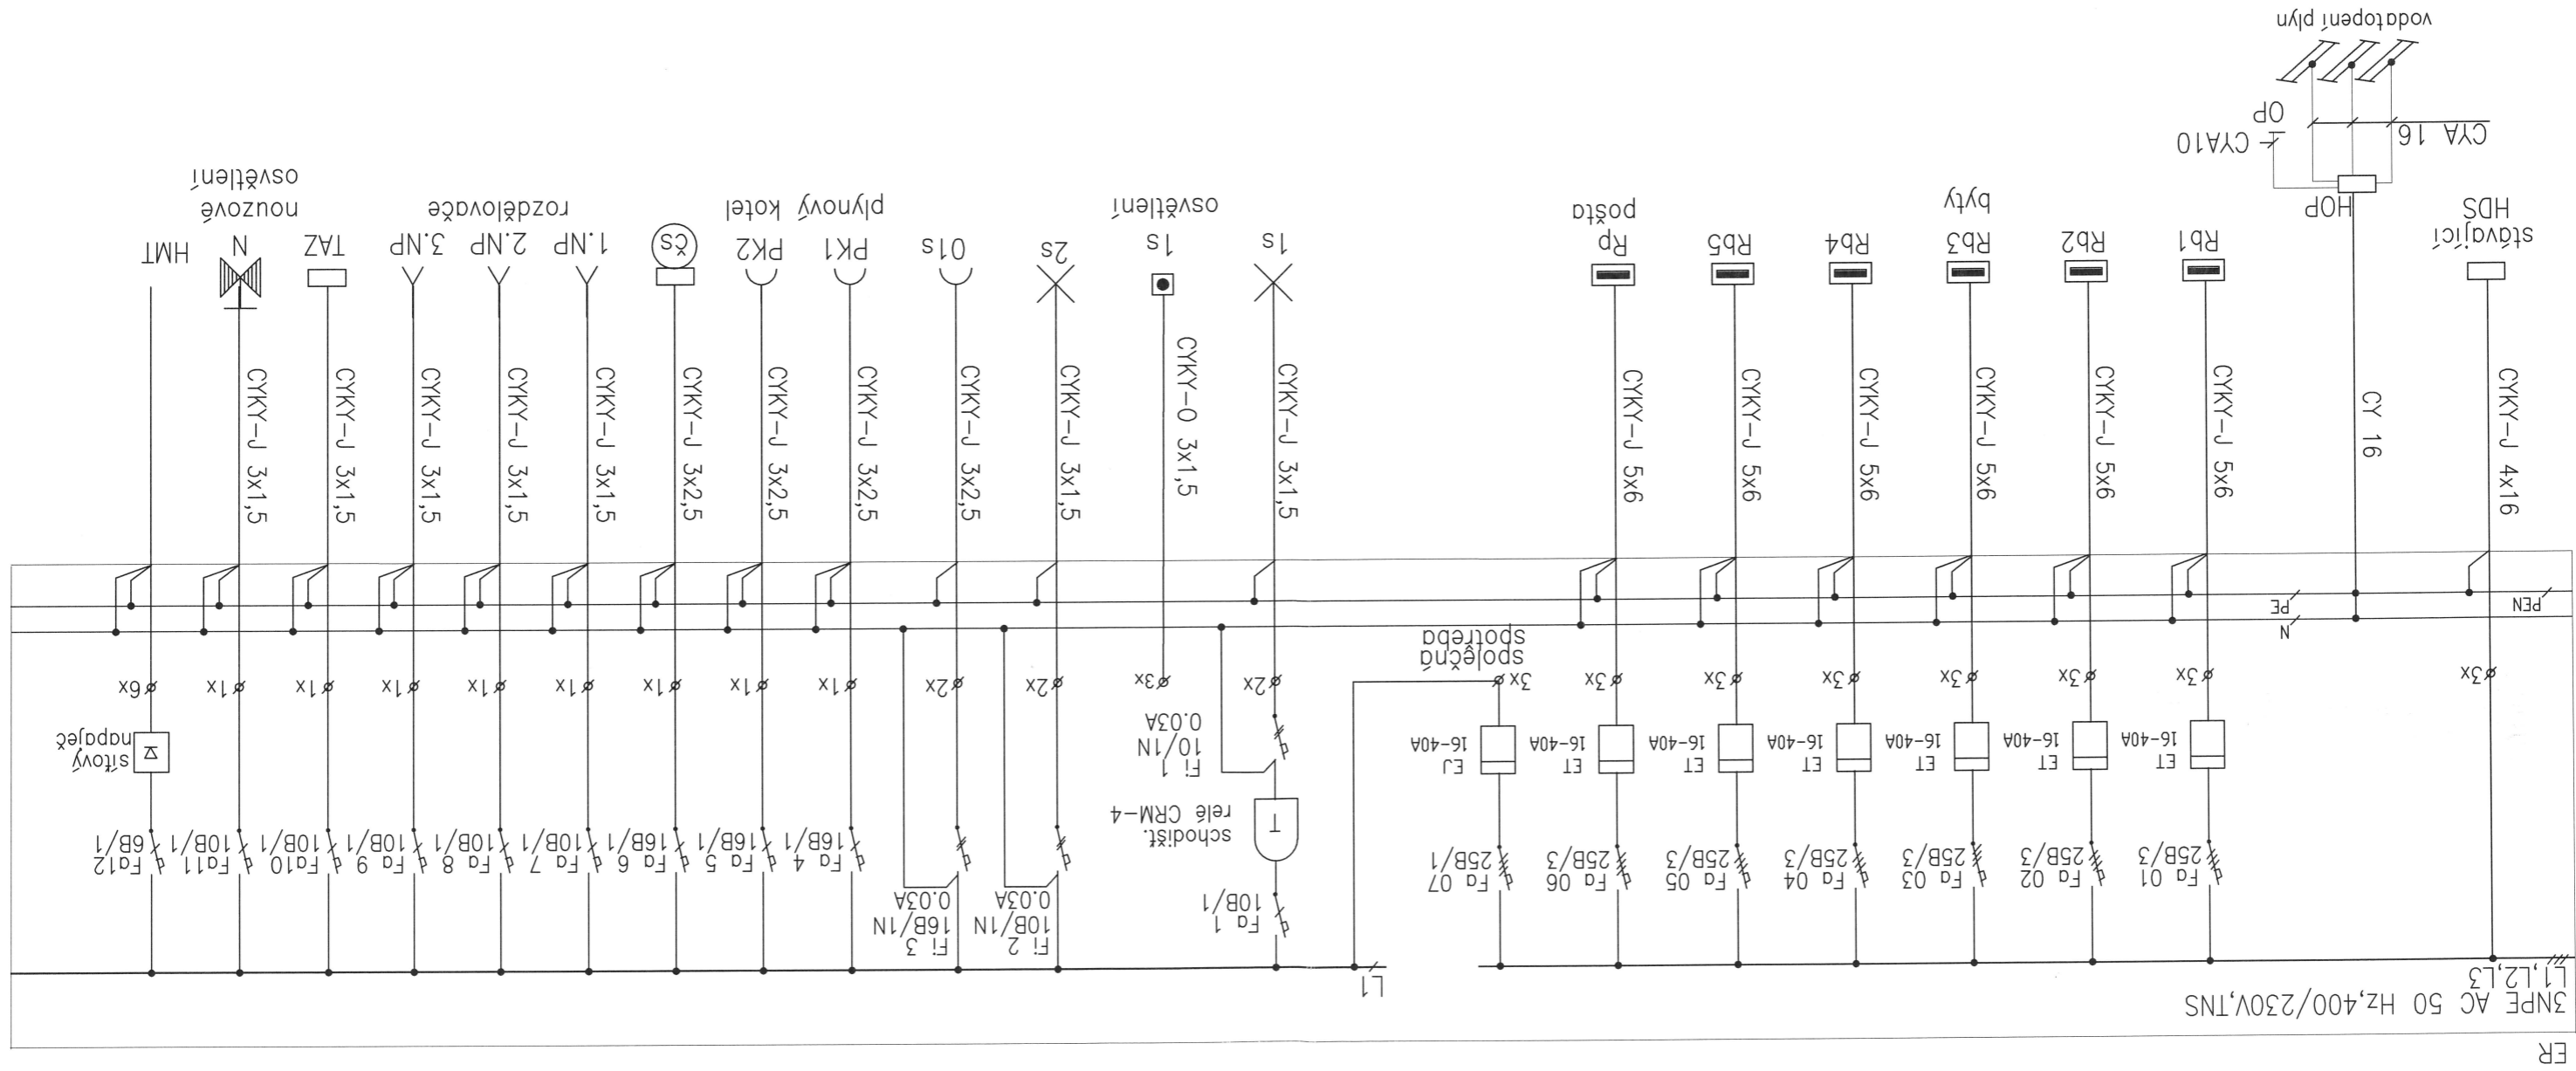 ER
3NPE AC 50 Hz,400/230V,TNS
L1,L2,L3
L1
Fa 01
25B/3
Fa 02
25B/3
Fa 03
25B/3
Fa 04
25B/3
Fa 05
25B/3
Fa 06
25B/3
Fa 07
25B/1
Fa 1
10B/1
Fi 2
10B/1N
0.03A
Fi 3
16B/1N
0.03A
Fa 4
16B/1
Fa 5
16B/1
Fa 6
16B/1
Fa 7
10B/1
Fa 8
10B/1
Fa 9
10B/1
Fa10
10B/1
Fa11
10B/1
Fa12
6B/1
ET
16-40A
ET
16-40A
ET
16-40A
ET
16-40A
ET
16-40A
ET
16-40A
EJ
16-40A
schodišť.
relé CRM-4
T
Fi 1
10/1N
0.03A
síťový
napaječ
3x
3x
3x
3x
3x
3x
3x
3x
společná
spotřeba
2x
3x
2x
2x
1x
1x
1x
1x
1x
1x
1x
1x
6x
N
PEN
PE
CYKY-J 4x16
CY 16
CYKY-J 5x6
CYKY-J 5x6
CYKY-J 5x6
CYKY-J 5x6
CYKY-J 5x6
CYKY-J 5x6
CYKY-J 3x1,5
CYKY-O 3x1,5
CYKY-J 3x1,5
CYKY-J 3x2,5
CYKY-J 3x2,5
CYKY-J 3x2,5
CYKY-J 3x2,5
CYKY-J 3x1,5
CYKY-J 3x1,5
CYKY-J 3x1,5
CYKY-J 3x1,5
CYKY-J 3x1,5
stávající
HDS
HOP
Rb1
Rb2
Rb3
Rb4
Rb5
Rp
byty
pošta
1s
1s
osvětlení
2s
O1s
PK1
PK2
plynový kotel
čs
1.NP
2.NP
3.NP
rozdělovače
TAZ
N
nouzové
osvětlení
HMT
CYA 16
CYA10
OP
vodatopení plyn